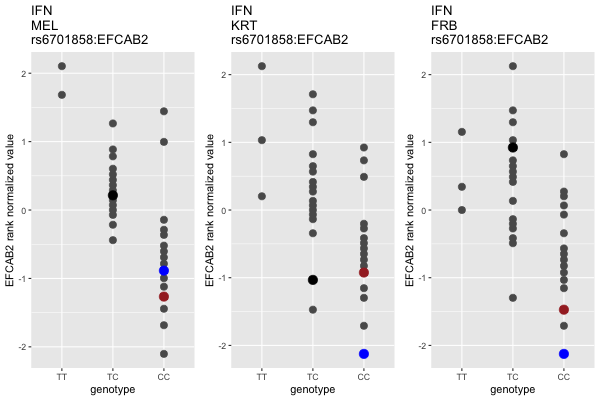 IFN
MEL
rs6701858:EFCAB2
EFCAB2 rank normalized value
2
1
0
-1
-2
TT
TC
CC
genotype
IFN
KRT
rs6701858:EFCAB2
EFCAB2 rank normalized value
2
1
0
-1
-2
TT
TC
CC
genotype
IFN
FRB
rs6701858:EFCAB2
EFCAB2 rank normalized value
2
1
0
-1
-2
TT
TC
CC
genotype